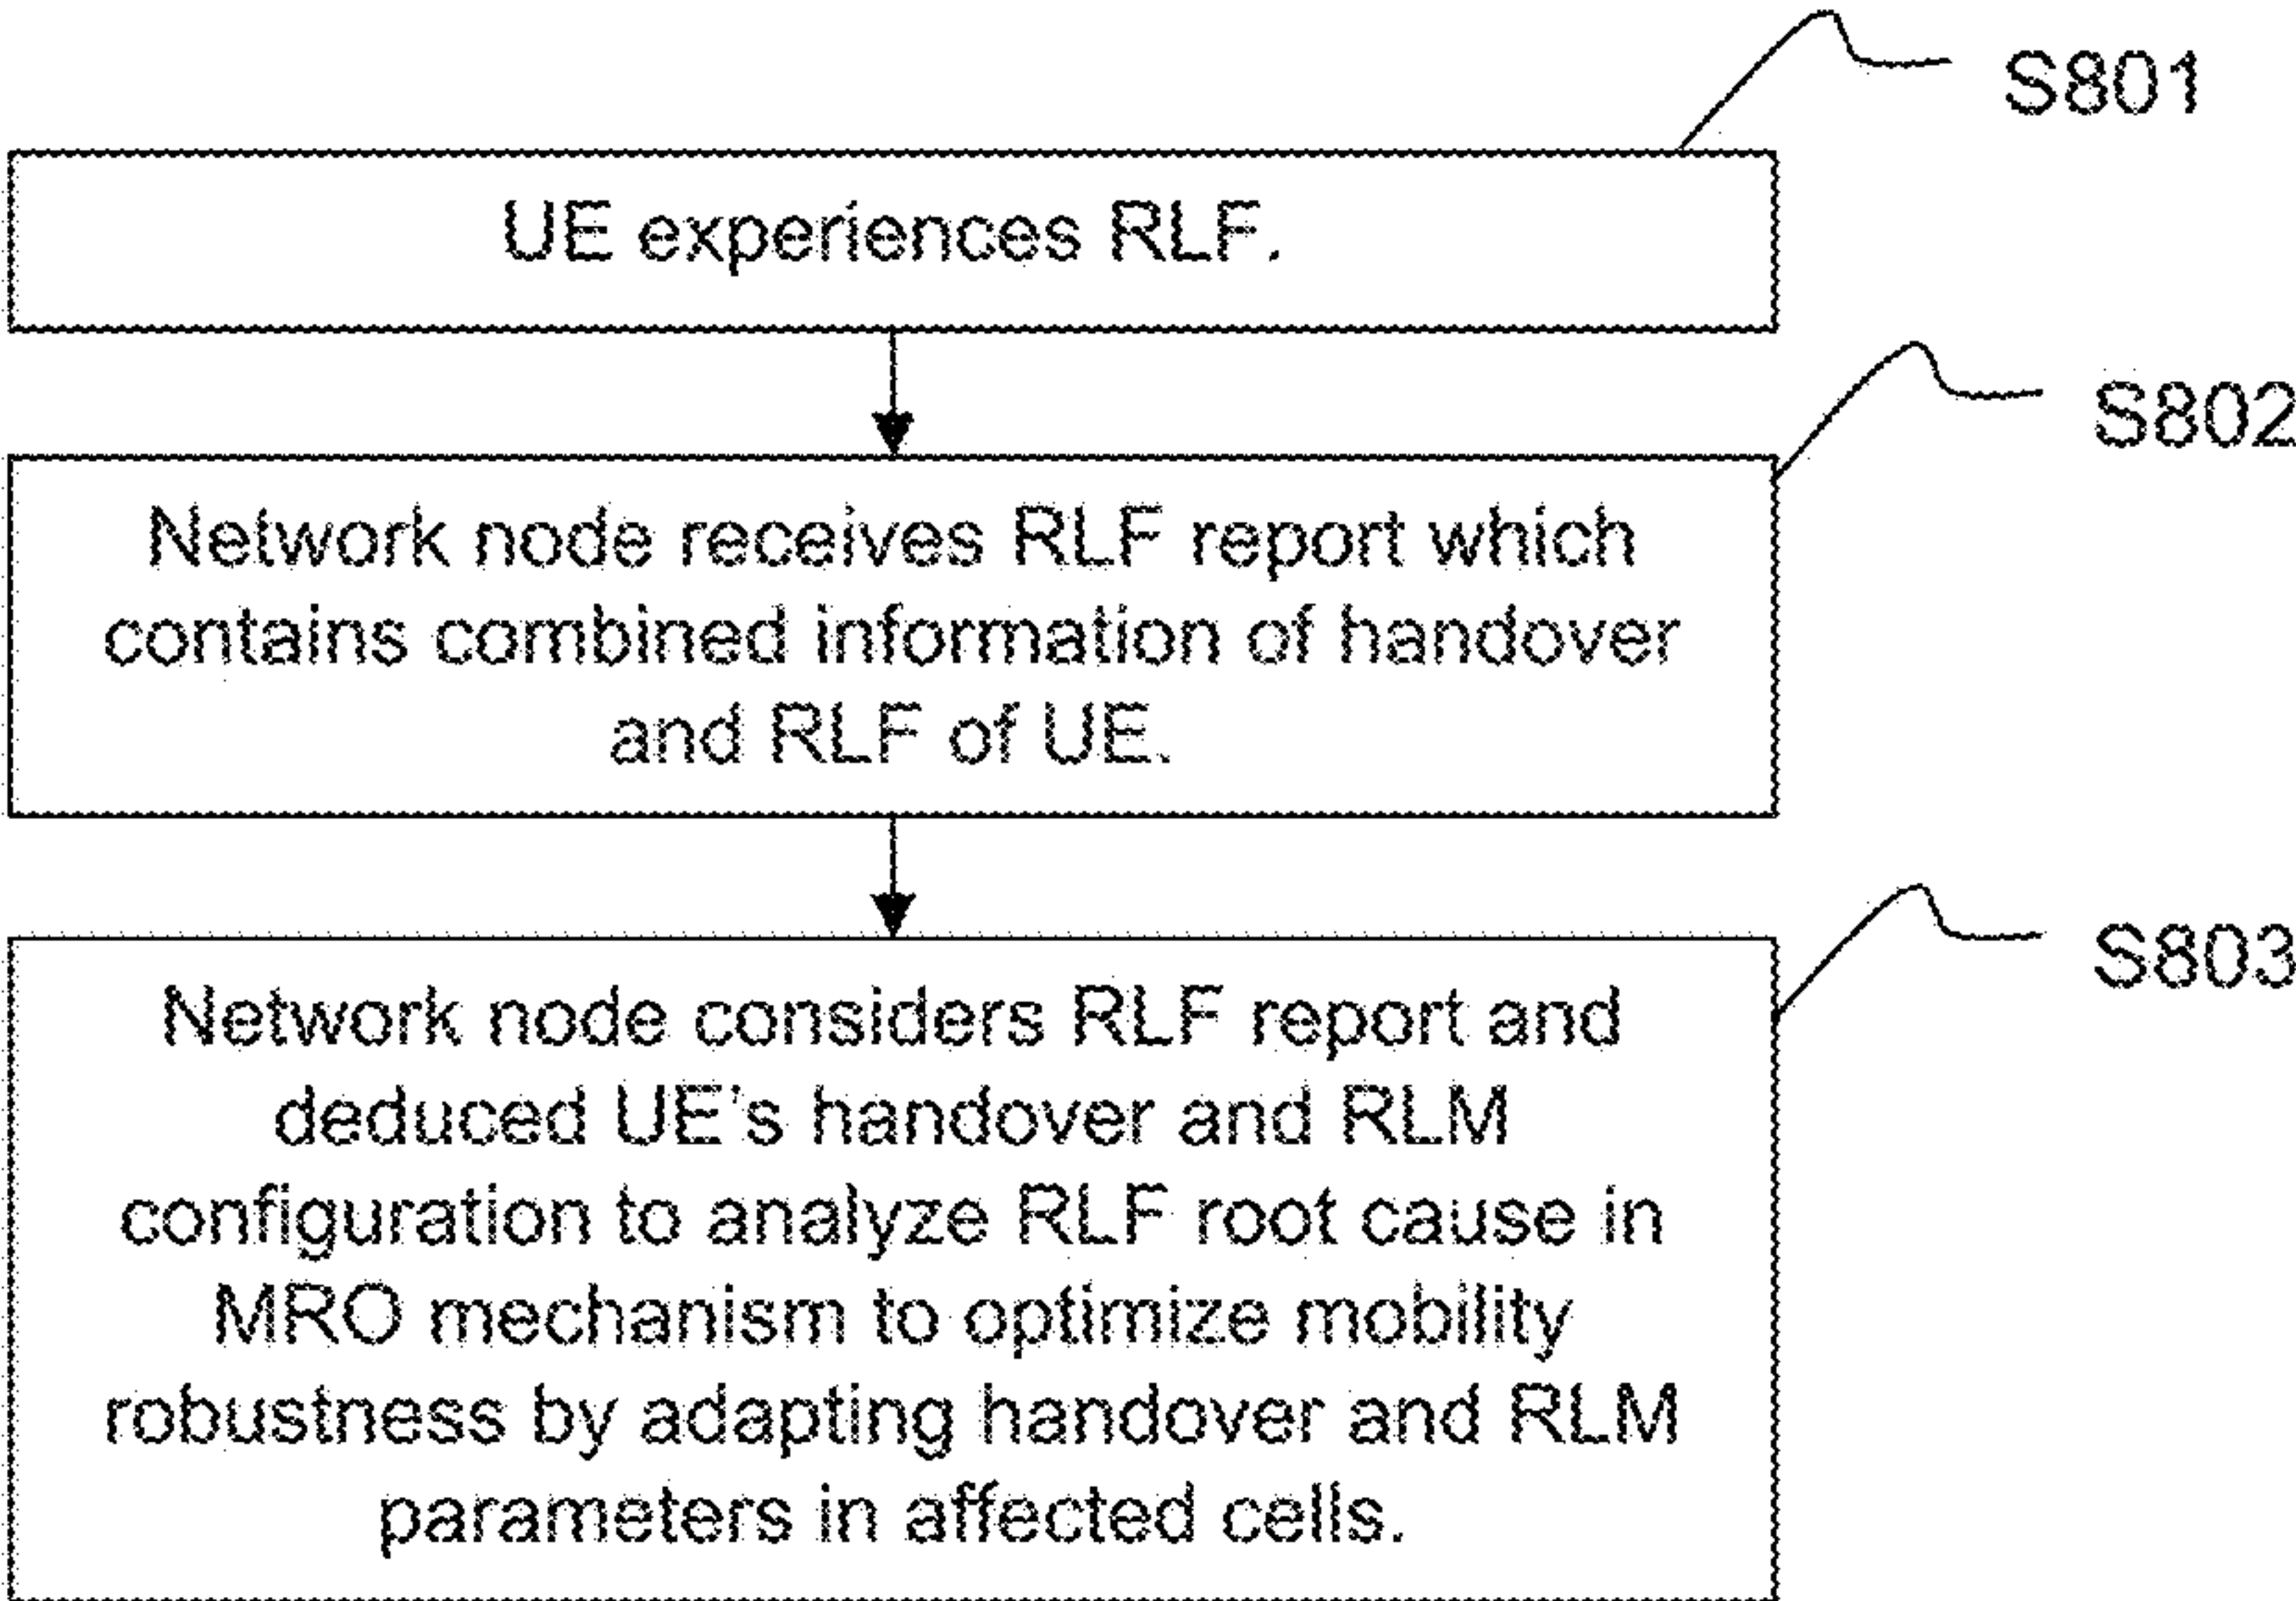 S801
UE experiences RLF.
S802
Network node receives RLF report which
contains combined information of handover
and RLF of UE.
S803
Network node considers RLF report and
deduced UE's handover and RLM
configuration to analyze RLF root cause in
MRO mechanism to optimize mobility
robustness by adapting handover and RLM
parameters in affected cells.